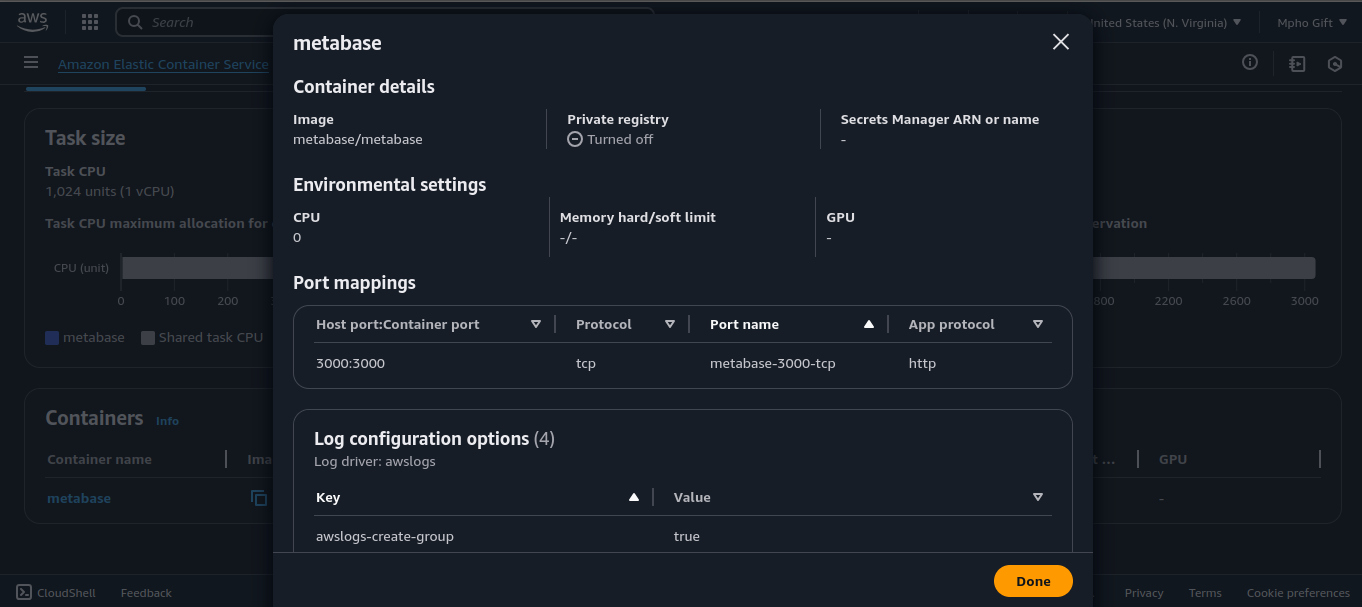 aws
Search
United States (N. Virginia)
Mpho Gift
Amazon Elastic Container Service
Task size
Task CPU
1,024 units (1 vCPU)
Task CPU maximum allocation for
CPU (unit)
0 100 200
metabase
Shared task CPU
2200 2600 3000
Containers Info
Container name
GPU
metabase
-
metabase
Container details
Image
metabase/metabase
Private registry
Turned off
Secrets Manager ARN or name
-
Environmental settings
CPU
0
Memory hard/soft limit
-/-
GPU
-
Port mappings
Host port:Container port Protocol Port name App protocol
3000:3000 tcp metabase-3000-tcp http
Log configuration options (4)
Log driver: awslogs
Key Value
awslogs-create-group true
Done
CloudShell Feedback Privacy Terms Cookie preferences